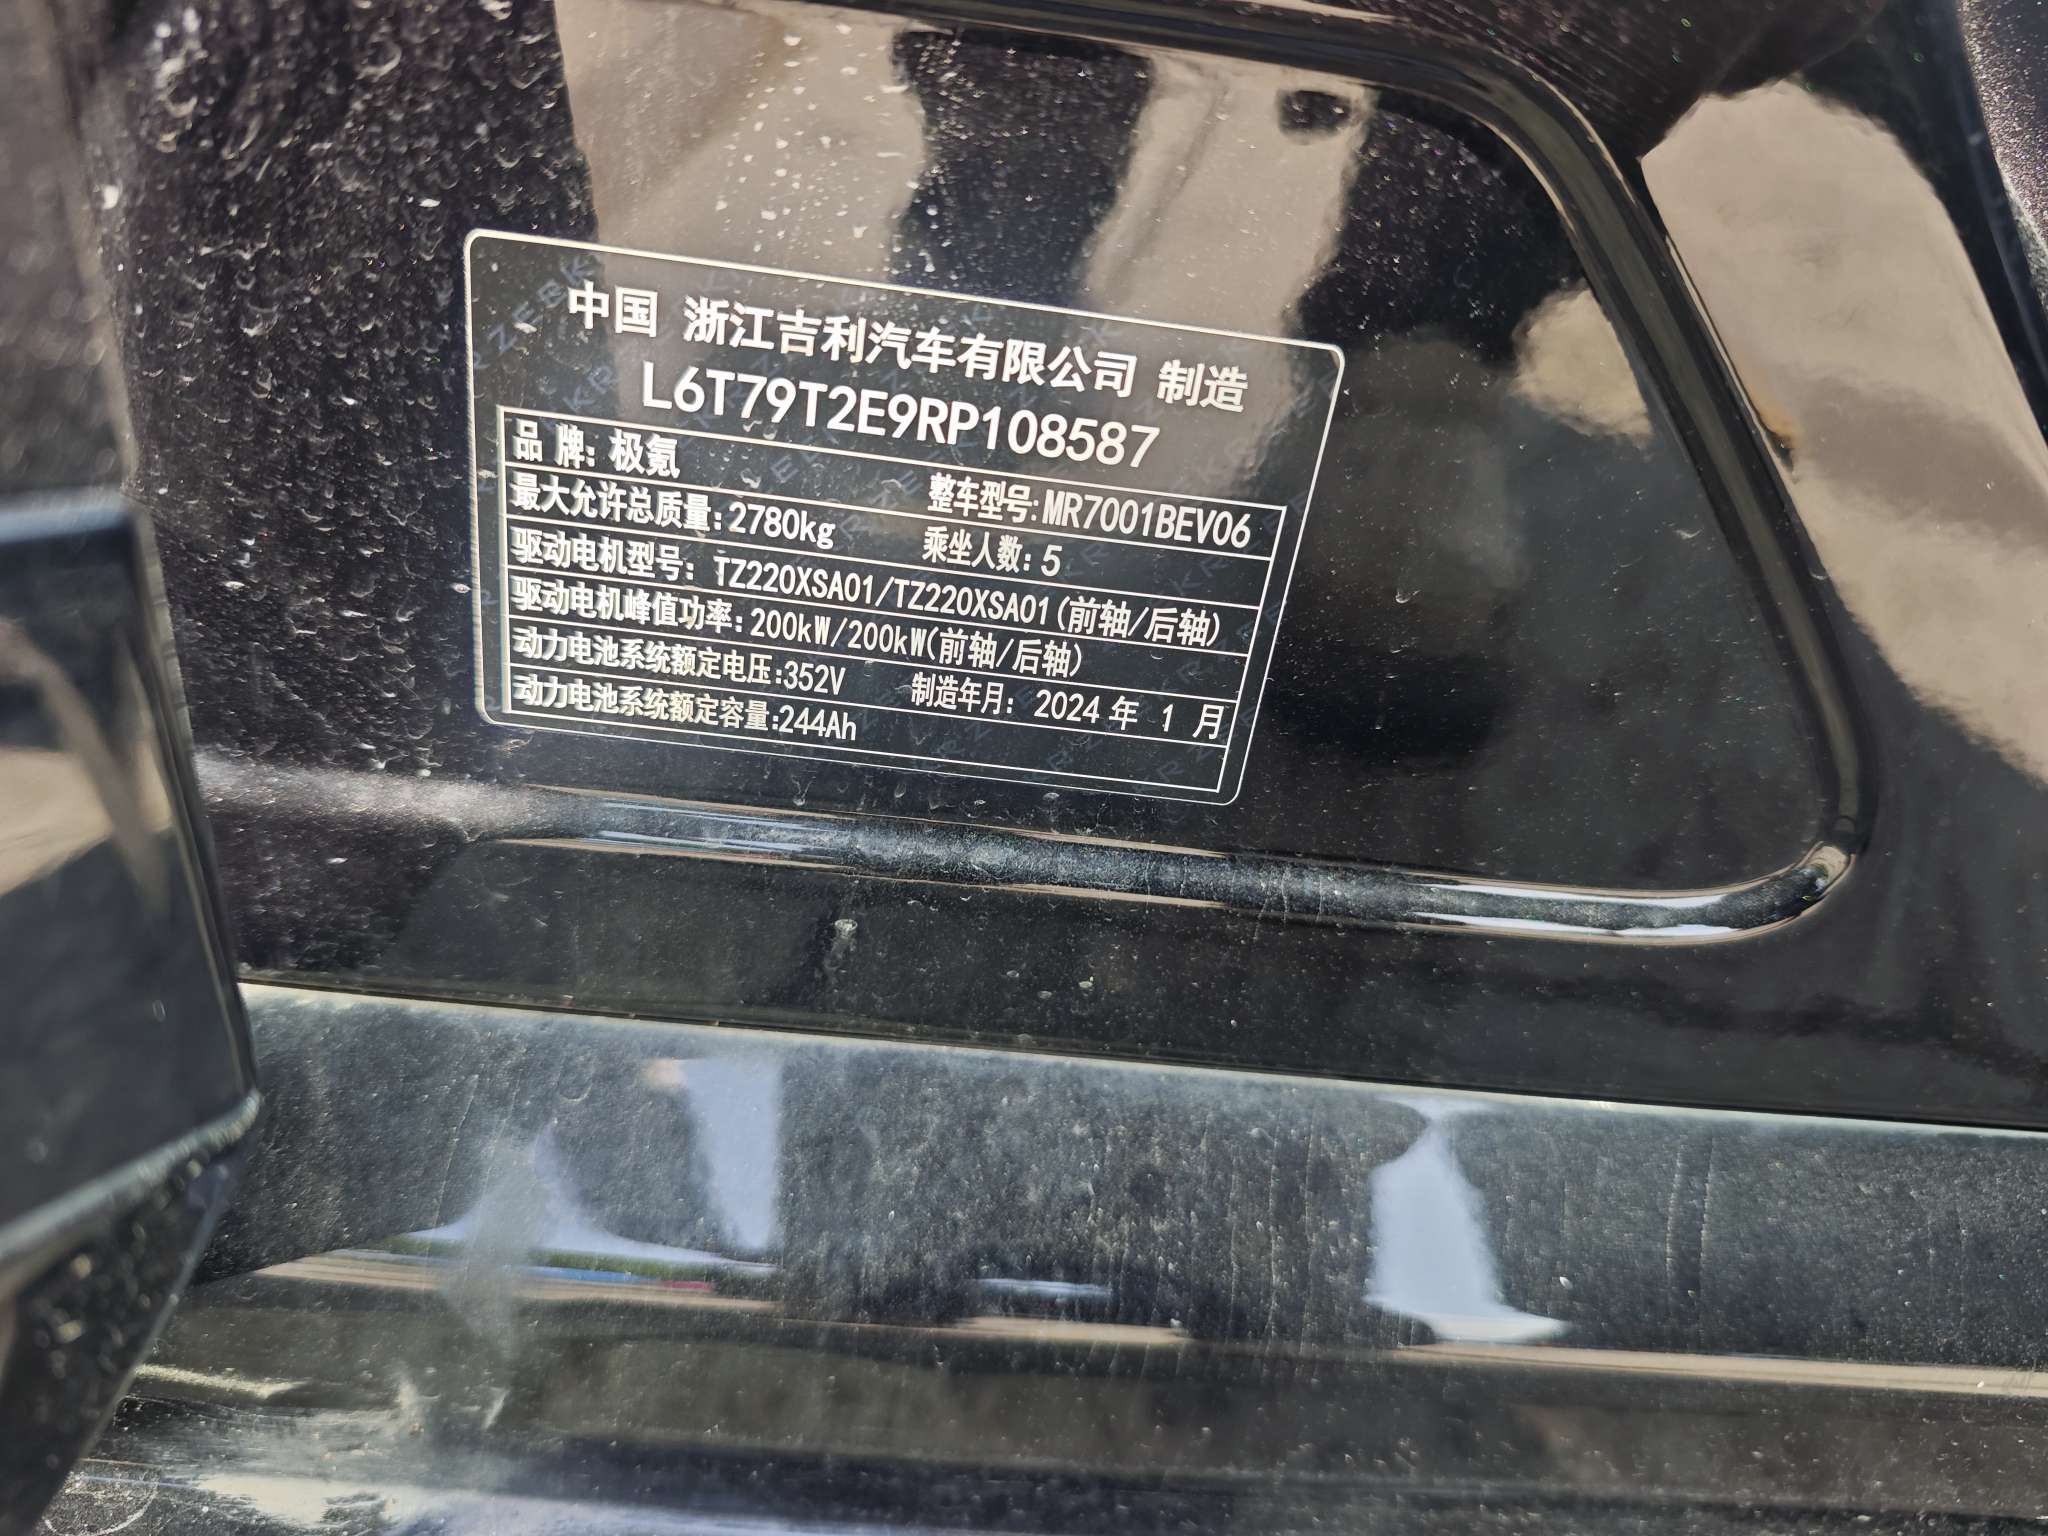 中国 浙江吉利汽车有限公司 制造
L6T79T2E9RP108587
品 牌: 极氪 整车型号: MR7001BEV06
最大允许总质量: 2780kg 乘坐人数: 5
驱动电机型号: TZ220XSA01/TZ220XSA01(前轴/后轴)
驱动电机峰值功率: 200kW/200kW(前轴/后轴)
动力电池系统额定电压:352V 制造年月: 2024 年 1 月
动力电池系统额定容量:244Ah